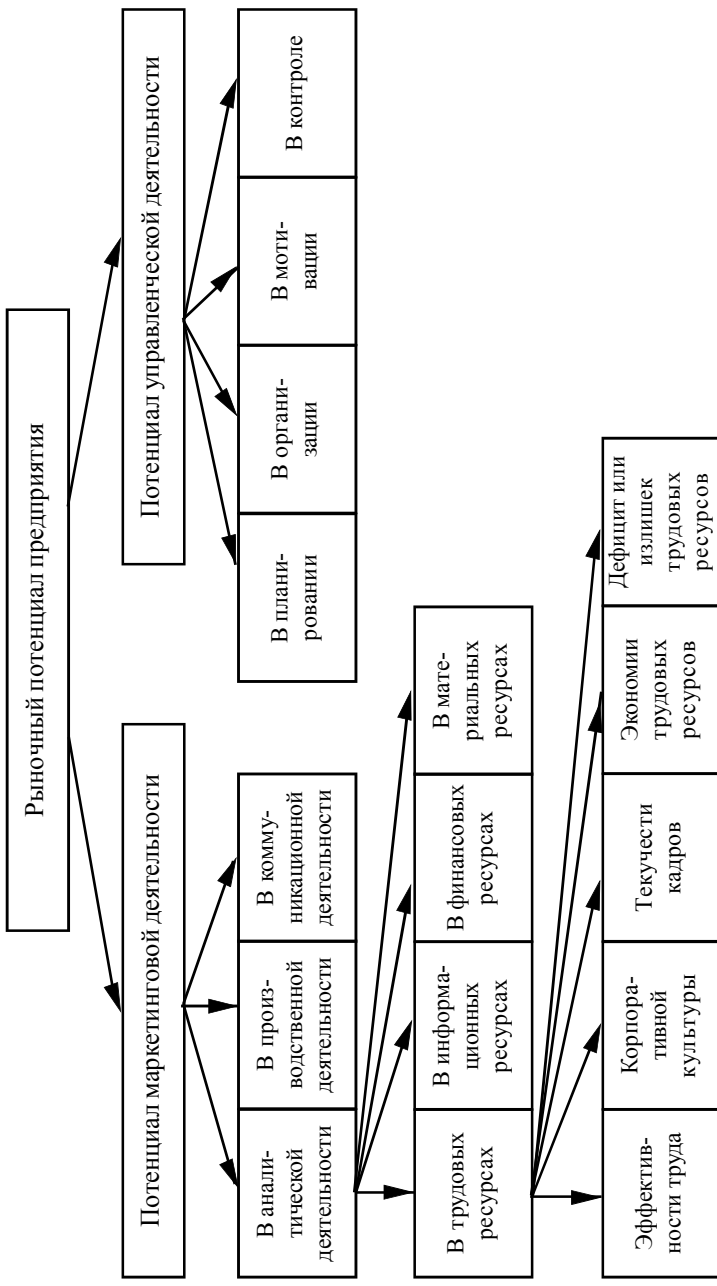 Рыночный потенциал предприятия
Потенциал маркетинговой деятельности
Потенциал управленческой деятельности
В анали-
тической
деятельности
В произ-
водственной
деятельности
В комму-
никационной
деятельности
В плани-
ровании
В органи-
зации
В моти-
вации
В контроле
В трудовых
ресурсах
В информа-
ционных
ресурсах
В финансовых
ресурсах
В мате-
риальных
ресурсах
Эффектив-
ности труда
Корпора-
тивной
культуры
Текучести
кадров
Экономии
трудовых
ресурсов
Дефицит или
излишек
трудовых
ресурсов